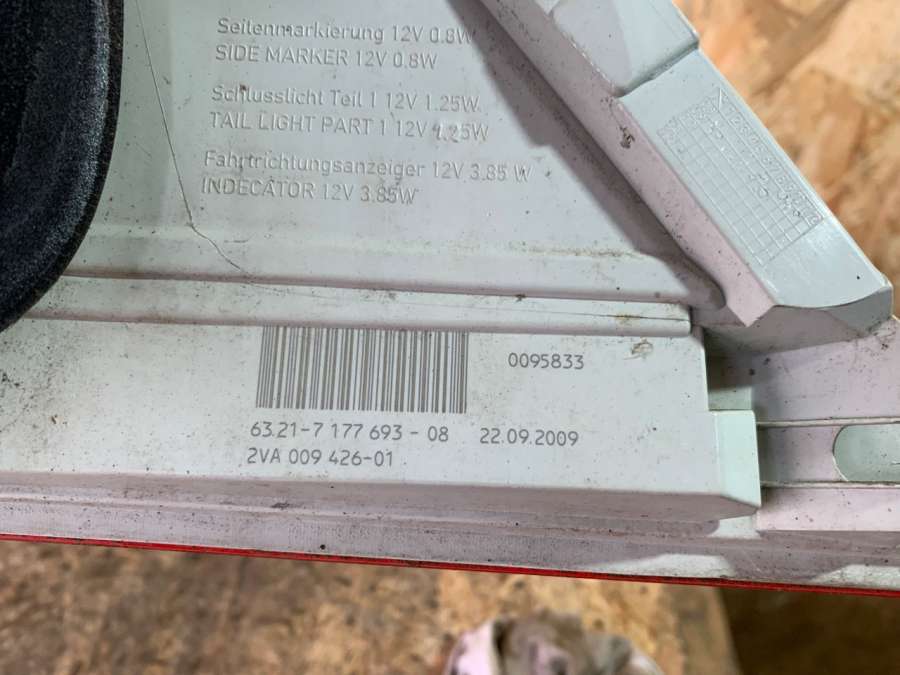 Seitenmarkierung 12V 0.8W
SIDE MARKER 12V 0.8W
Schlusslicht Teil 1 12V 1.25W
TAIL LIGHT PART 1 12V 1.25W
Fahrtrichtungsanzeiger 12V 3.85 W
INDECATOR 12V 3.85W
0095833
63.21-7 177 693 - 08 22.09.2009
2VA 009 426-01